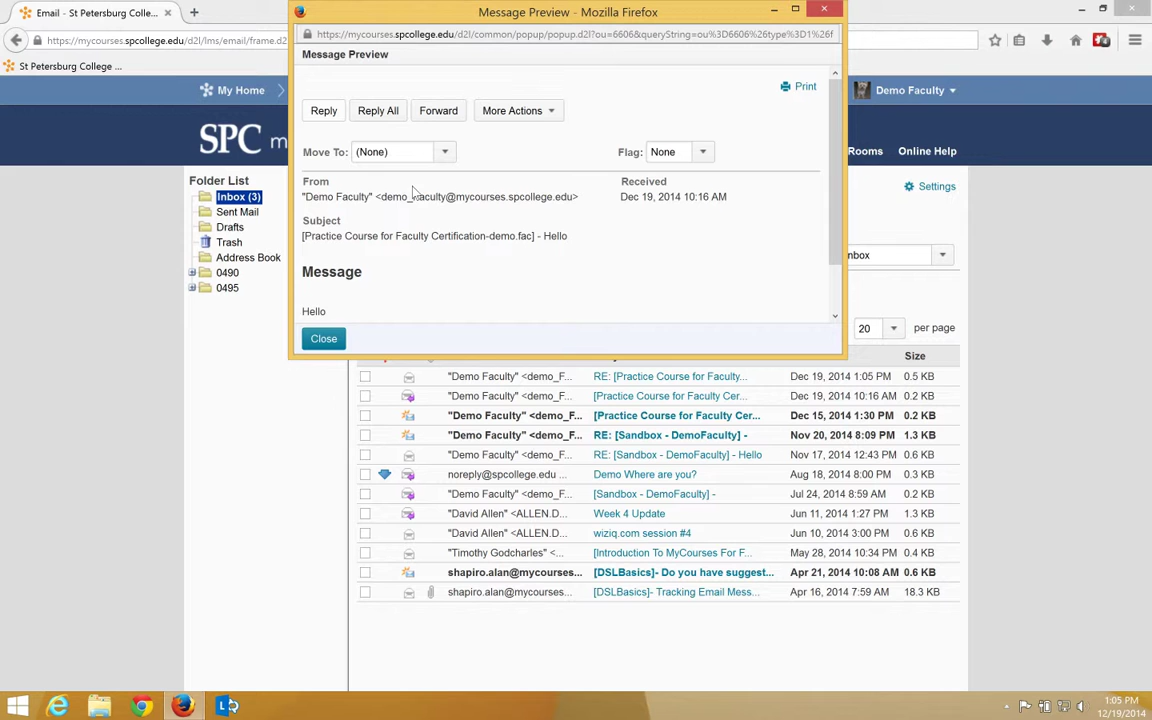 Email - St Petersburg Colle...
Message Preview - Mozilla Firefox
https://mycourses.spcollege.edu/d2l/lms/email/frame.d2
https://mycourses.spcollege.edu/d2l/common/popup/popup.d2l?ou=6606&queryString=ou%3D6606%26type%3D1%26f
St Petersburg College ...
Message Preview
My Home
Demo Faculty
Print
Reply
Reply All
Forward
More Actions
SPC m
Rooms
Online Help
Move To:
(None)
Flag:
None
Folder List
Inbox (3)
Sent Mail
Drafts
Trash
Address Book
0490
0495
From
"Demo Faculty" <demo_Faculty@mycourses.spcollege.edu>
Received
Dec 19, 2014 10:16 AM
Settings
Subject
[Practice Course for Faculty Certification-demo.fac] - Hello
Message
Hello
Close
nbox
20
per page
Size
"Demo Faculty" <demo_F... RE: [Practice Course for Faculty... Dec 19, 2014 1:05 PM 0.5 KB
"Demo Faculty" <demo_F... [Practice Course for Faculty Cer... Dec 19, 2014 10:16 AM 0.2 KB
"Demo Faculty" <demo_F... [Practice Course for Faculty Cer... Dec 15, 2014 1:30 PM 0.2 KB
"Demo Faculty" <demo_F... RE: [Sandbox - DemoFaculty] - Nov 20, 2014 8:09 PM 1.3 KB
"Demo Faculty" <demo_F... RE: [Sandbox - DemoFaculty] - Hello Nov 17, 2014 12:43 PM 0.6 KB
noreply@spcollege.edu ... Demo Where are you? Aug 18, 2014 8:00 PM 0.3 KB
"Demo Faculty" <demo_F... [Sandbox - DemoFaculty] - Jul 24, 2014 8:59 AM 0.2 KB
"David Allen" <ALLEN.D... Week 4 Update Jun 11, 2014 1:27 PM 1.3 KB
"David Allen" <ALLEN.D... wiziq.com session #4 Jun 10, 2014 3:00 PM 0.6 KB
"Timothy Godcharles" <... [Introduction To MyCourses For F... May 28, 2014 10:34 PM 0.4 KB
shapiro.alan@mycourses... [DSLBasics]- Do you have suggest... Apr 21, 2014 10:08 AM 0.6 KB
shapiro.alan@mycourses... [DSLBasics]- Tracking Email Mess... Apr 16, 2014 7:59 AM 18.3 KB
1:05 PM
12/19/2014